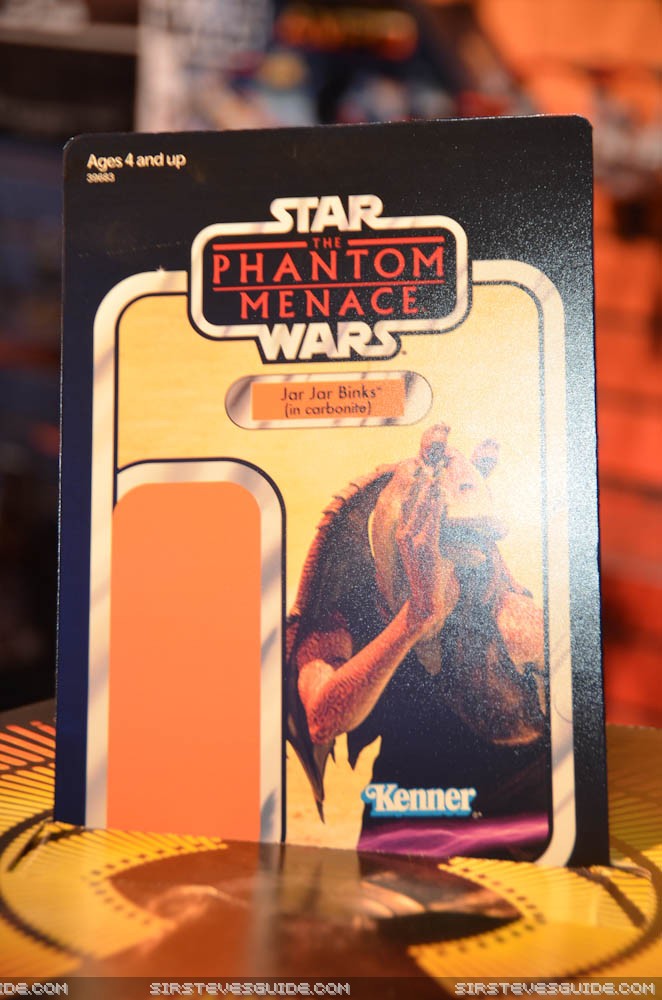 Ages 4 and up
39683
STAR
THE
PHANTOM
MENACE
WARS
Jar Jar Binks™
(in carbonite)
Kenner
IDE.COM SIRSTEVESGUIDE.COM SIRSTEVESGUIDE.COM